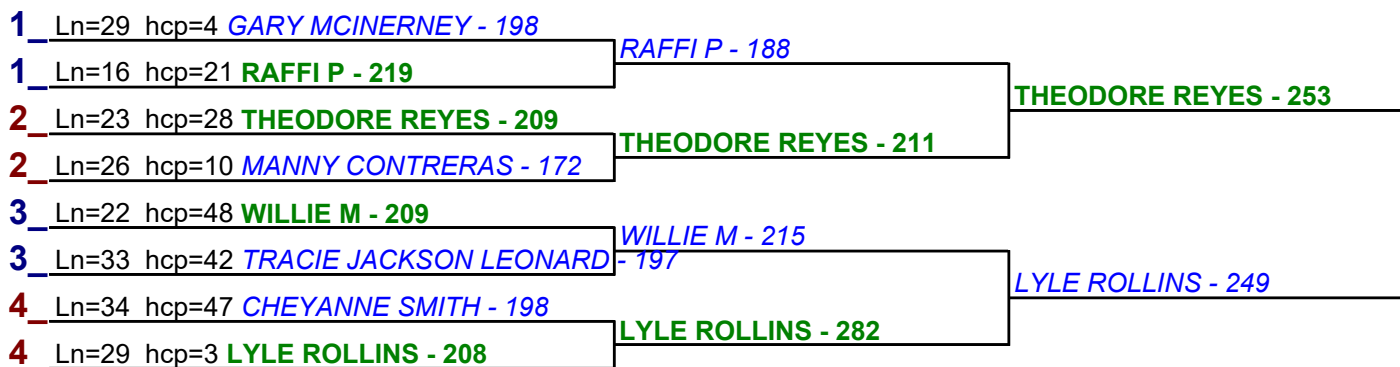 1_ Ln=29 hcp=4 GARY MCINERNEY - 198
RAFFI P - 188
1_ Ln=16 hcp=21 RAFFI P - 219
THEODORE REYES - 253
2_ Ln=23 hcp=28 THEODORE REYES - 209
THEODORE REYES - 211
2_ Ln=26 hcp=10 MANNY CONTRERAS - 172
3_ Ln=22 hcp=48 WILLIE M - 209
WILLIE M - 215
3_ Ln=33 hcp=42 TRACIE JACKSON LEONARD - 197
LYLE ROLLINS - 249
4_ Ln=34 hcp=47 CHEYANNE SMITH - 198
LYLE ROLLINS - 282
4 Ln=29 hcp=3 LYLE ROLLINS - 208